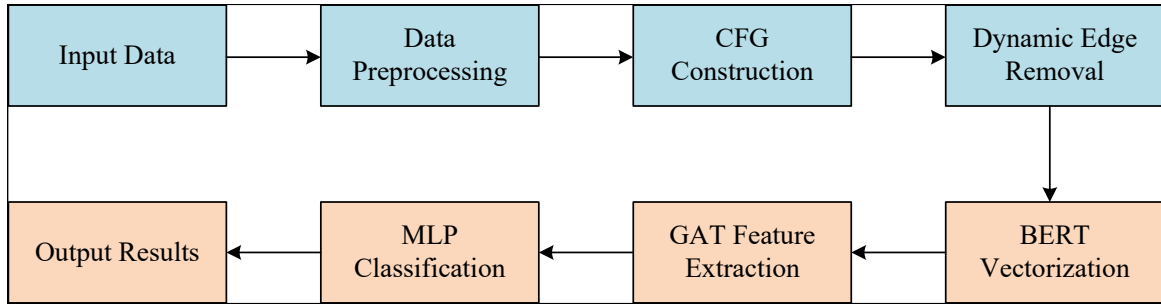 Input Data
Data
Preprocessing
CFG
Construction
Dynamic Edge
Removal
BERT
Vectorization
GAT Feature
Extraction
MLP
Classification
Output Results